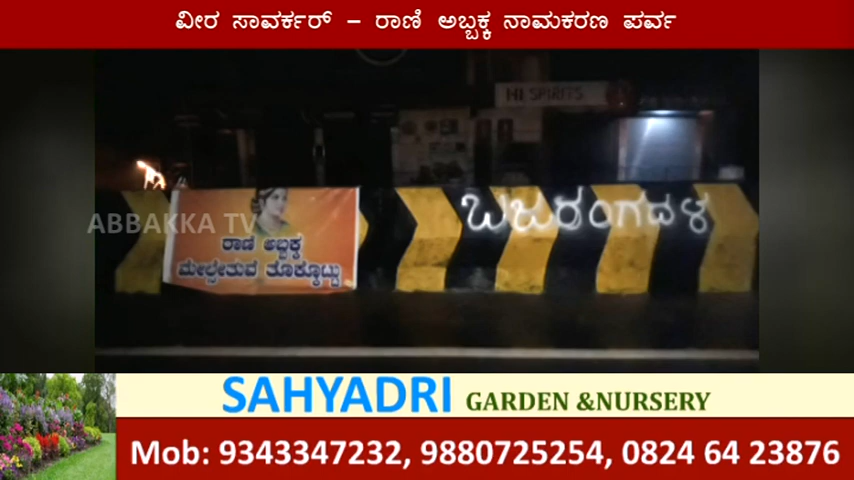 ವೀರ ಸಾವರ್ಕರ್ - ರಾಣಿ ಅಬ್ಬಕ್ಕ ನಾಮಕರಣ ಪರ್ವ
SPIRITS
ABBAKKA TV
ರಾಣಿ ಅಬ್ಬಕ್ಕ
ಮೇಲ್ಸೇತುವೆ ತೊಕ್ಕೊಟ್ಟು
ಬಜರಂಗದಳ
SAHYADRI GARDEN &NURSERY
Mob: 9343347232, 9880725254, 0824 64 23876